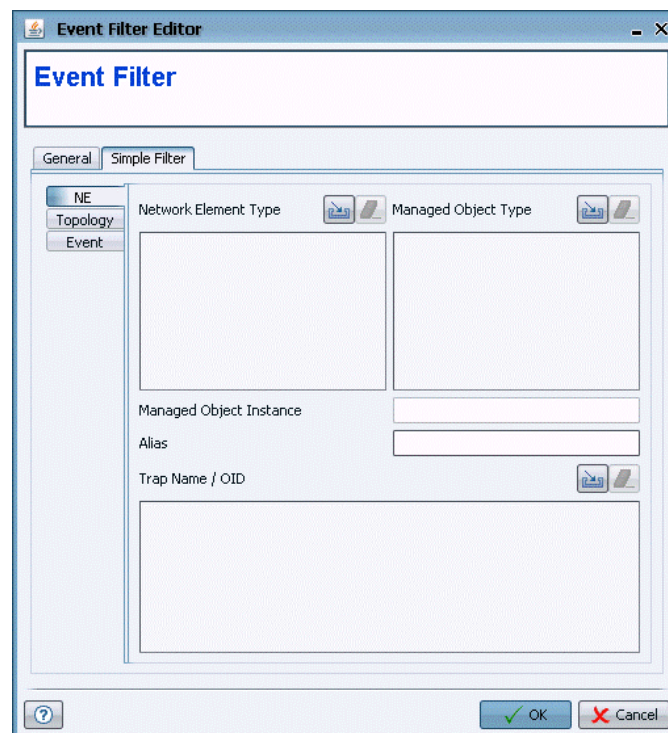 Event Filter Editor
Event Filter
General Simple Filter
NE
Topology
Event
Network Element Type Managed Object Type
Managed Object Instance
Alias
Trap Name / OID
? OK Cancel